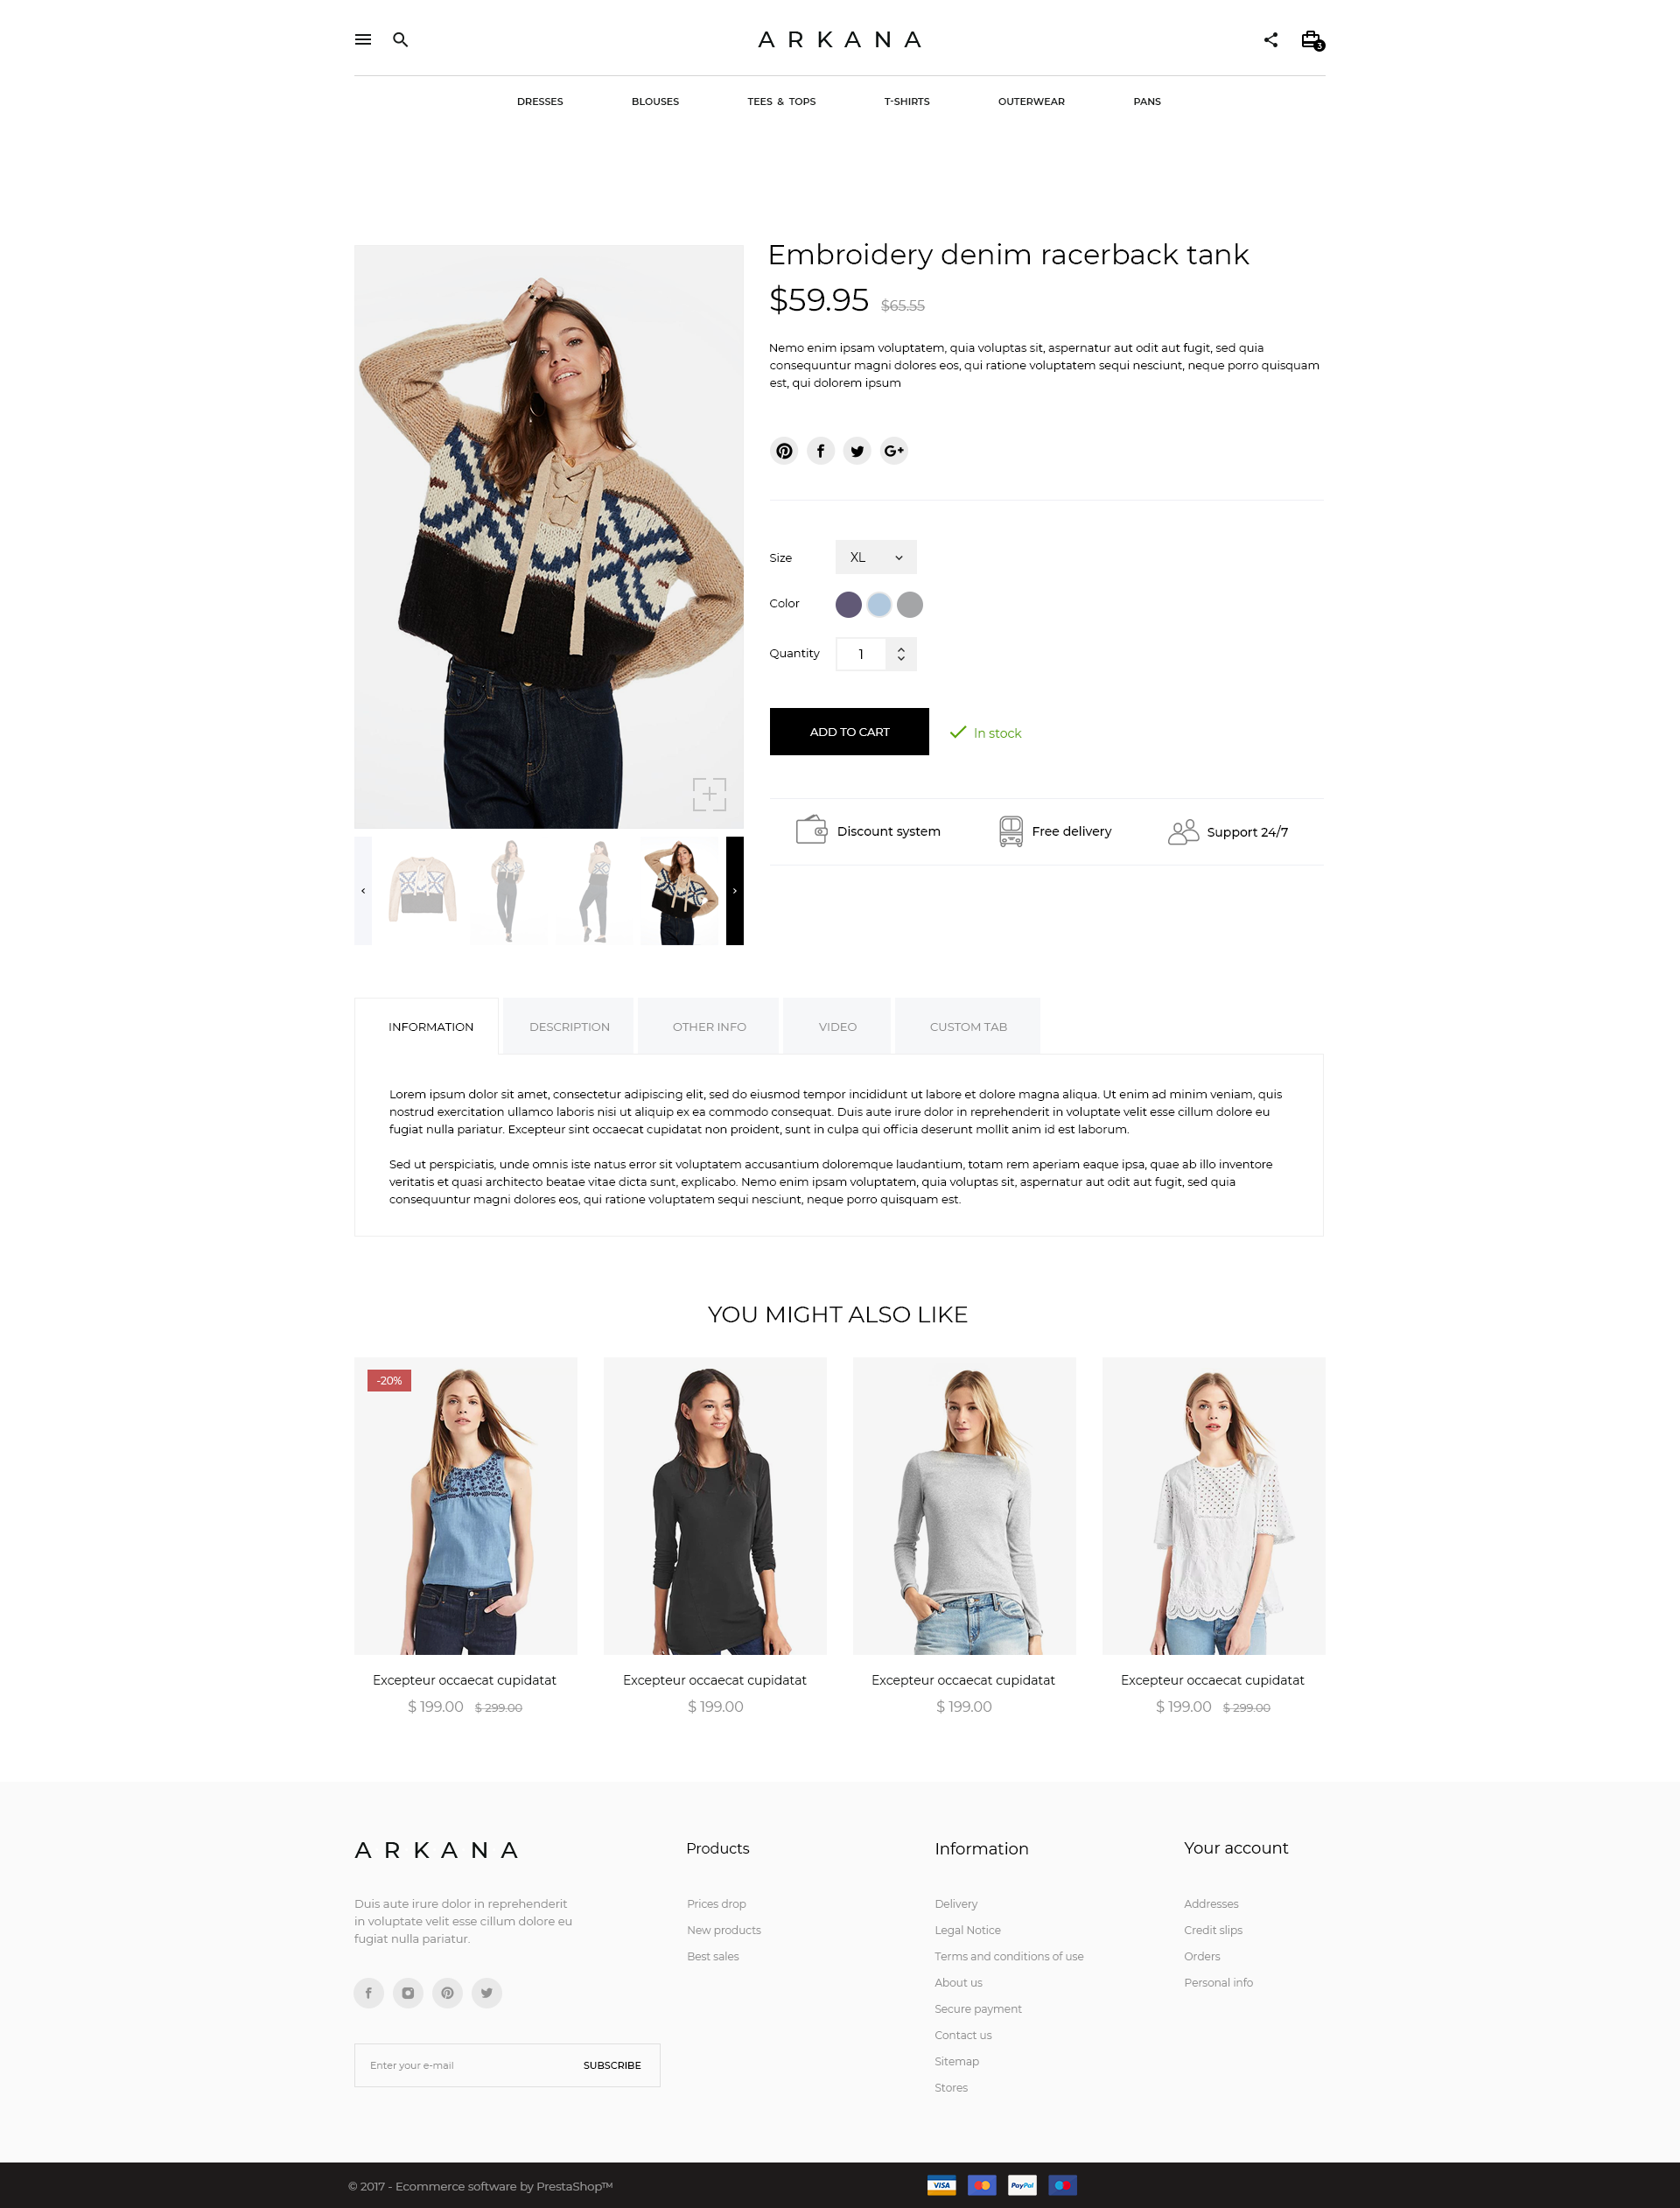 ARKANA
3
DRESSES BLOUSES TEES & TOPS T-SHIRTS OUTERWEAR PANS
Embroidery denim racerback tank
$59.95 $65.55
Nemo enim ipsam voluptatem, quia voluptas sit, aspernatur aut odit aut fugit, sed quia
consequuntur magni dolores eos, qui ratione voluptatem sequi nesciunt, neque porro quisquam
est, qui dolorem ipsum
G+
Size XL
Color
Quantity 1
ADD TO CART In stock
Discount system Free delivery Support 24/7
INFORMATION DESCRIPTION OTHER INFO VIDEO CUSTOM TAB
Lorem ipsum dolor sit amet, consectetur adipiscing elit, sed do eiusmod tempor incididunt ut labore et dolore magna aliqua. Ut enim ad minim veniam, quis
nostrud exercitation ullamco laboris nisi ut aliquip ex ea commodo consequat. Duis aute irure dolor in reprehenderit in voluptate velit esse cillum dolore eu
fugiat nulla pariatur. Excepteur sint occaecat cupidatat non proident, sunt in culpa qui officia deserunt mollit anim id est laborum.
Sed ut perspiciatis, unde omnis iste natus error sit voluptatem accusantium doloremque laudantium, totam rem aperiam eaque ipsa, quae ab illo inventore
veritatis et quasi architecto beatae vitae dicta sunt, explicabo. Nemo enim ipsam voluptatem, quia voluptas sit, aspernatur aut odit aut fugit, sed quia
consequuntur magni dolores eos, qui ratione voluptatem sequi nesciunt, neque porro quisquam est.
YOU MIGHT ALSO LIKE
-20%
Excepteur occaecat cupidatat Excepteur occaecat cupidatat Excepteur occaecat cupidatat Excepteur occaecat cupidatat
$ 199.00 $ 299.00 $ 199.00 $ 199.00 $ 199.00 $ 299.00
ARKANA
Duis aute irure dolor in reprehenderit
in voluptate velit esse cillum dolore eu
fugiat nulla pariatur.
Enter your e-mail SUBSCRIBE
Products
Prices drop
New products
Best sales
Information
Delivery
Legal Notice
Terms and conditions of use
About us
Secure payment
Contact us
Sitemap
Stores
Your account
Addresses
Credit slips
Orders
Personal info
© 2017 - Ecommerce software by PrestaShop™
VISA PayPal